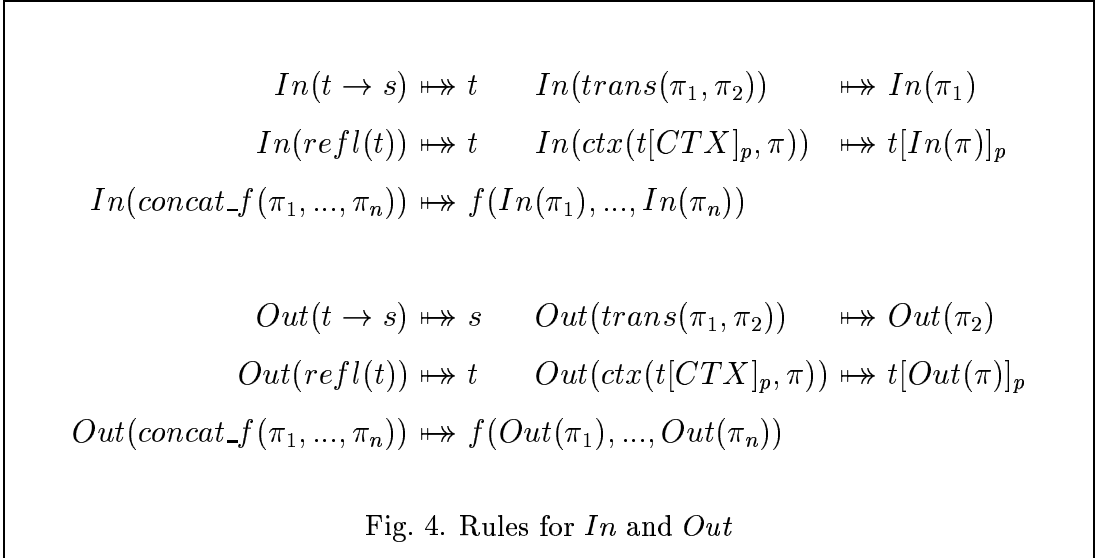 In(t → s) ⤅ t In(trans(π₁, π₂)) ⤅ In(π₁)
In(refl(t)) ⤅ t In(ctx(t[CTX]ₚ, π)) ⤅ t[In(π)]ₚ
In(concat_f(π₁, ..., πₙ)) ⤅ f(In(π₁), ..., In(πₙ))
Out(t → s) ⤅ s Out(trans(π₁, π₂)) ⤅ Out(π₂)
Out(refl(t)) ⤅ t Out(ctx(t[CTX]ₚ, π)) ⤅ t[Out(π)]ₚ
Out(concat_f(π₁, ..., πₙ)) ⤅ f(Out(π₁), ..., Out(πₙ))
Fig. 4. Rules for In and Out